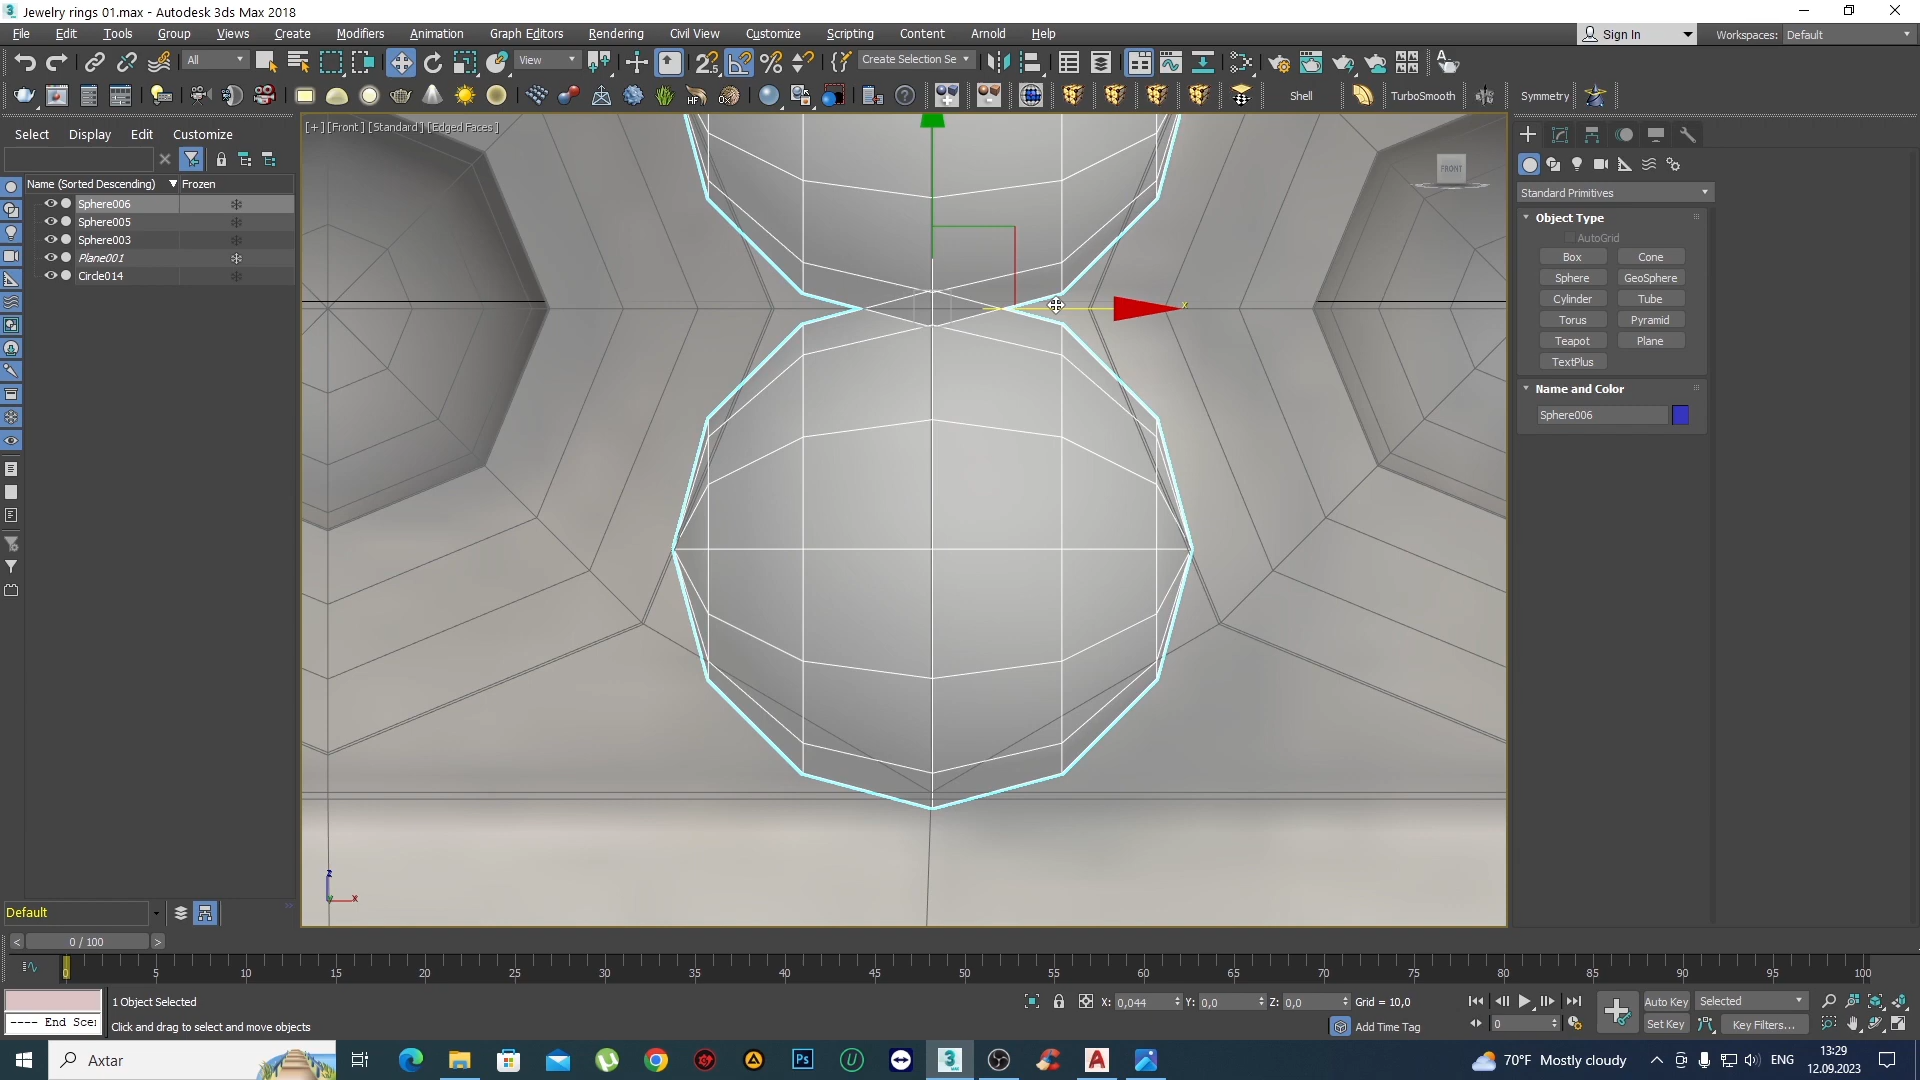 Jewelry rings 01.max - Autodesk 3ds Max 2018
File Edit Tools Group Views Create Modifiers Animation Graph Editors Rendering Civil View Customize Scripting Content Arnold Help
Sign In Workspaces: Default
All View Create Selection Se
Shell TurboSmooth Symmetry
Select Display Edit Customize
[+] [Front] [Standard] [Edged Faces]
FRONT
Name (Sorted Descending) Frozen
Sphere006
Sphere005
Sphere003
Plane001
Circle014
Standard Primitives
Object Type
AutoGrid
Box Cone
Sphere GeoSphere
Cylinder Tube
Torus Pyramid
Teapot Plane
TextPlus
Name and Color
Sphere006
x
z
x
Default
0 / 100
0 5 10 15 20 25 30 35 40 45 50 55 60 65 70 75 80 85 90 95 100
1 Object Selected
X: 0,044 Y: 0,0 Z: 0,0 Grid = 10,0
Auto Key Selected
---- End Sce
Click and drag to select and move objects
Add Time Tag
0
Set Key Key Filters...
Axtar
70°F Mostly cloudy
ENG
13:29
12.09.2023